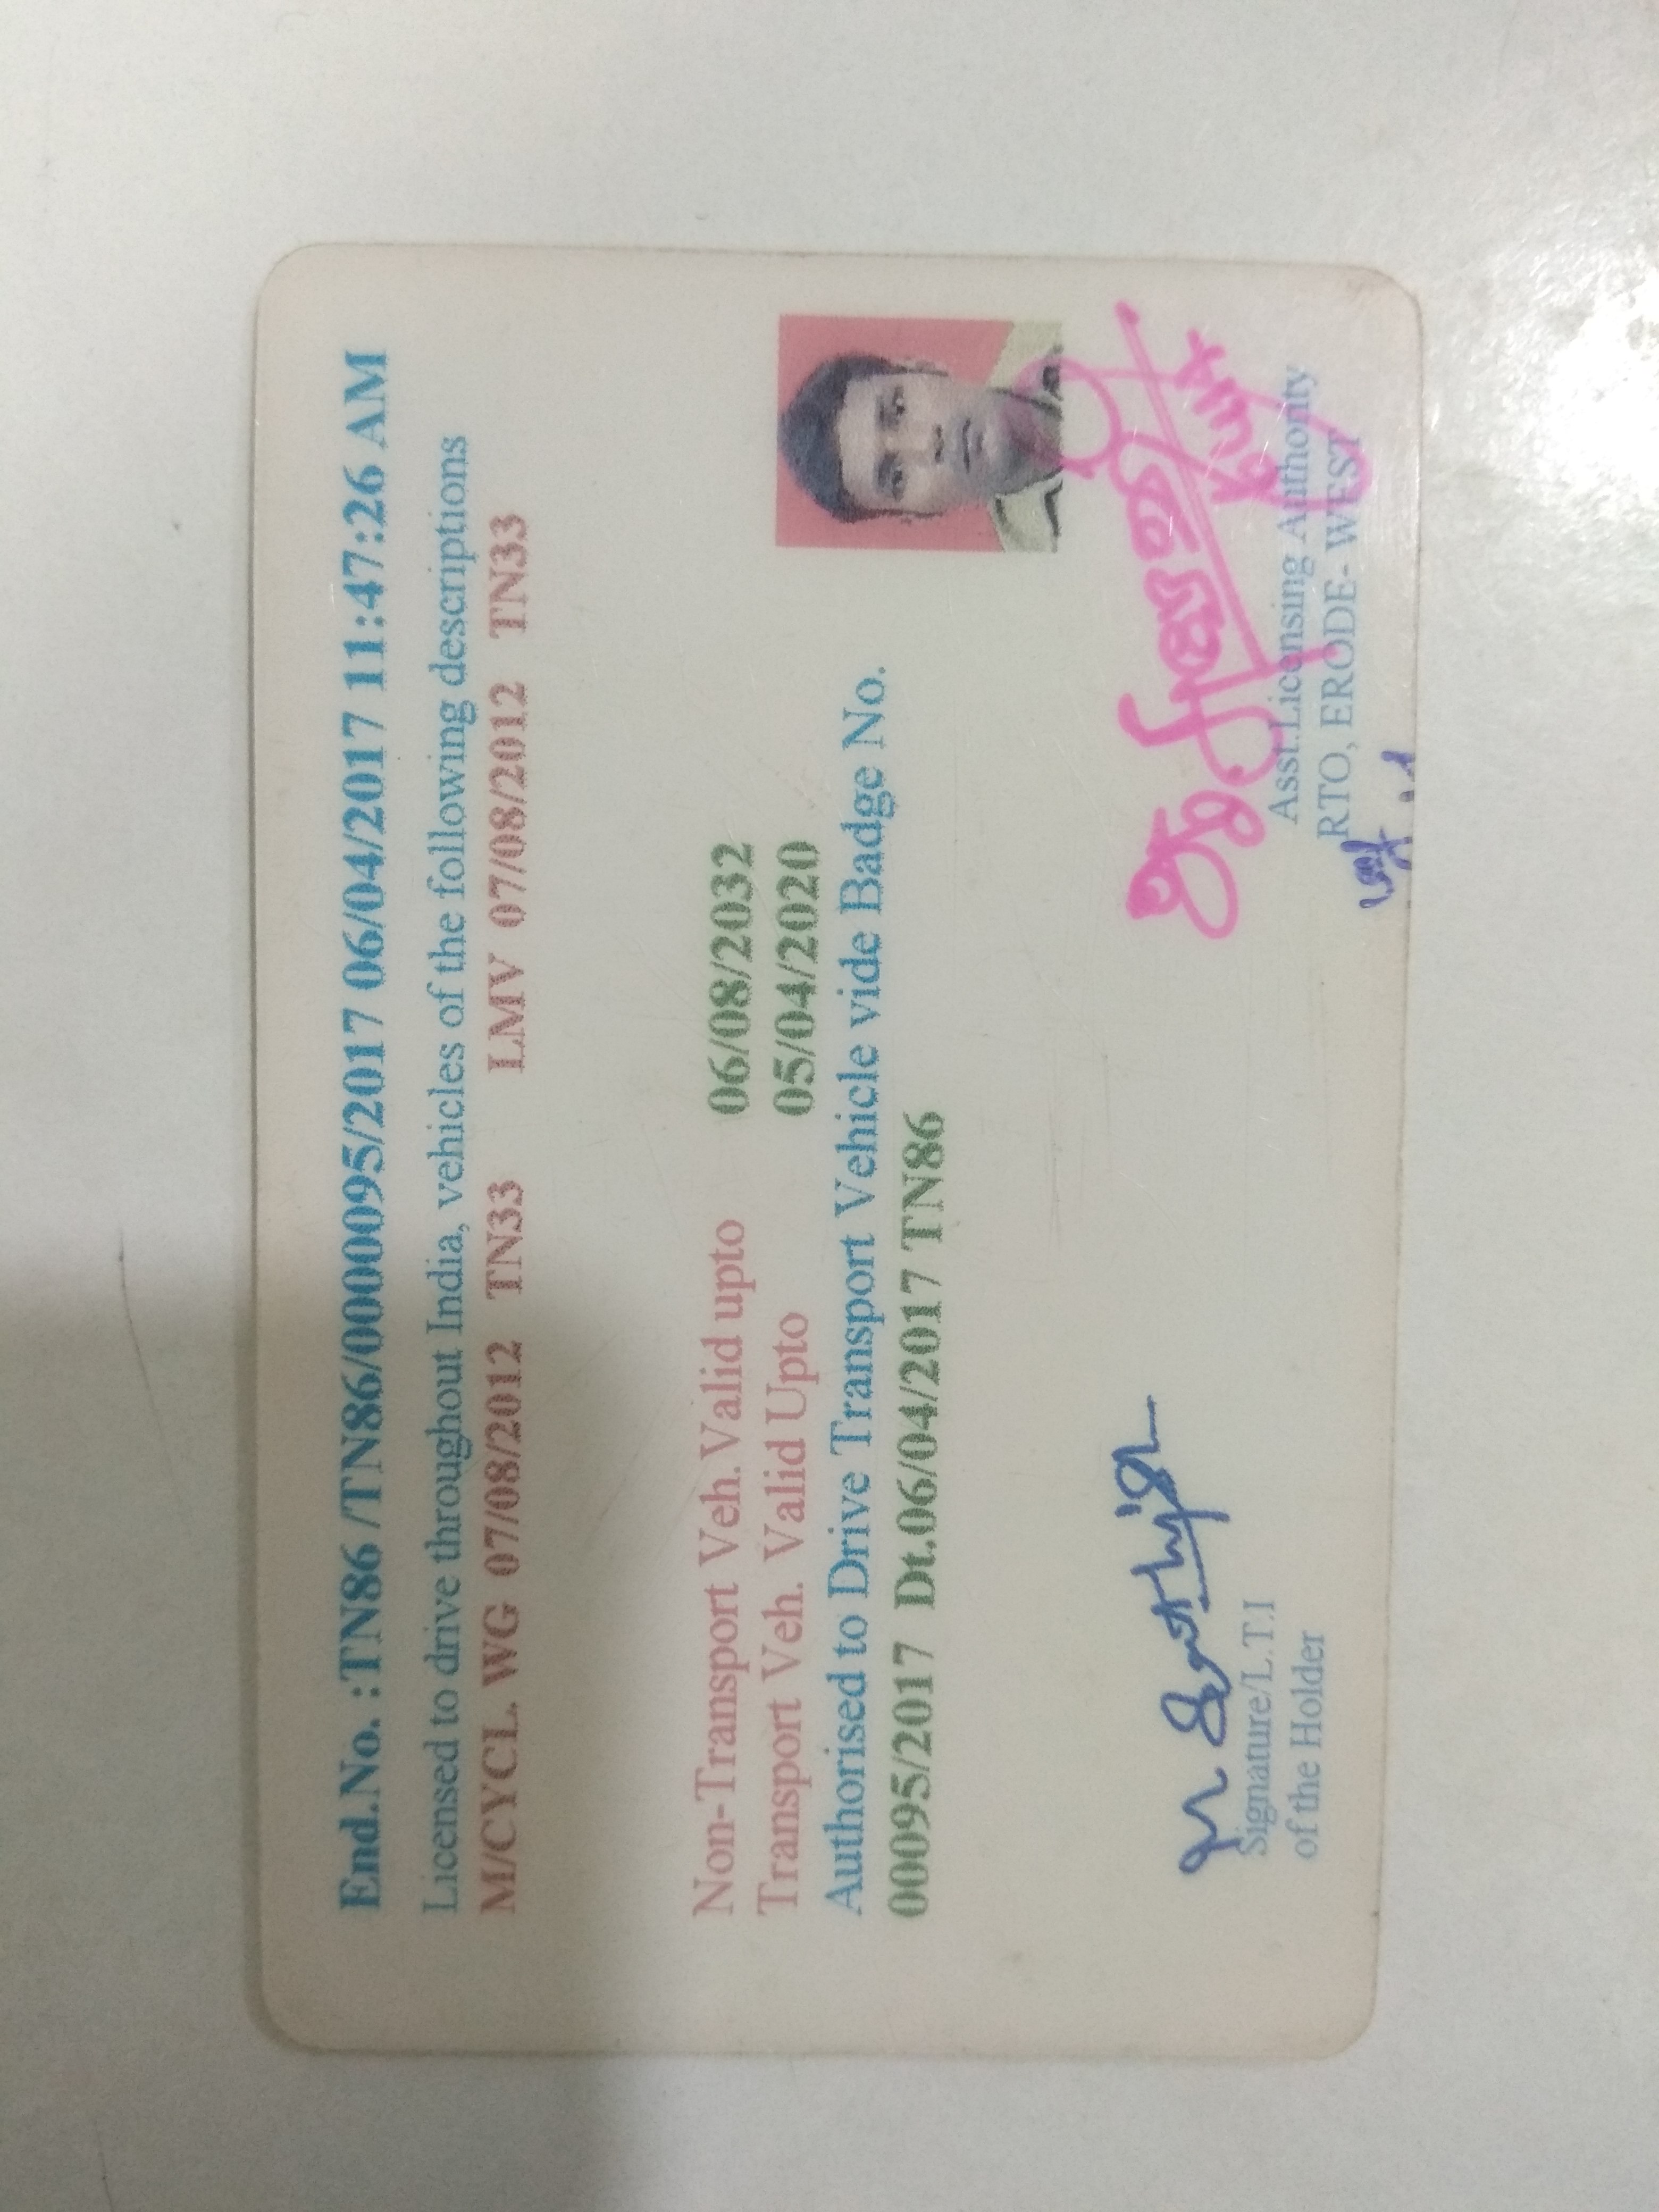 End.No. :TN86 /TN86/0000095/2017 06/04/2017 11:47:26 AM
Licensed to drive throughout India, vehicles of the following descriptions
M/CYCL. WG 07/08/2012 TN33 LMV 07/08/2012 TN33
Non-Transport Veh.Valid upto 06/08/2032
Transport Veh. Valid Upto 05/04/2020
Authorised to Drive Transport Vehicle vide Badge No.
00095/2017 Dt.06/04/2017 TN86
Signature/L.T.I
of the Holder
Asst.Licensing Authority
RTO, ERODE- WEST